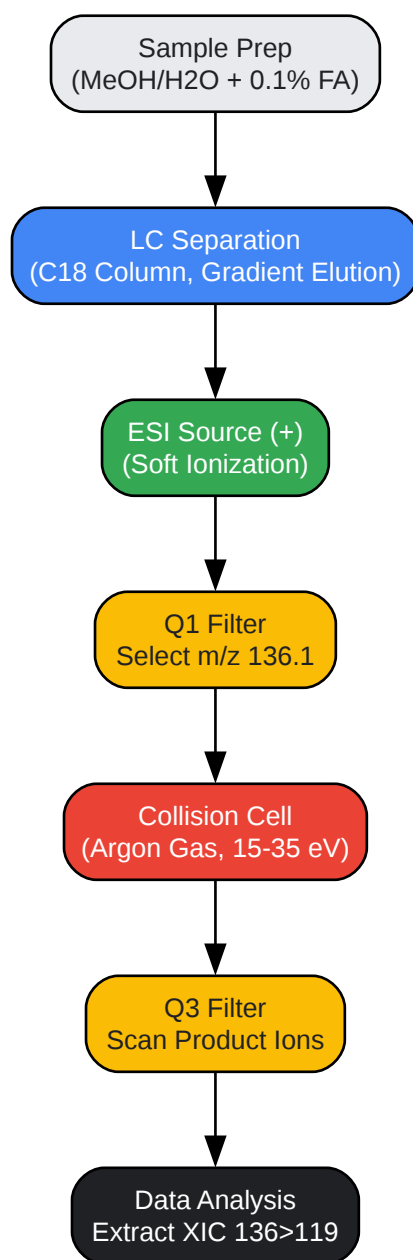 Sample Prep
(MeOH/H2O + 0.1% FA)
LC Separation
(C18 Column, Gradient Elution)
ESI Source (+)
(Soft Ionization)
Q1 Filter
Select m/z 136.1
Collision Cell
(Argon Gas, 15-35 eV)
Q3 Filter
Scan Product Ions
Data Analysis
Extract XIC 136>119